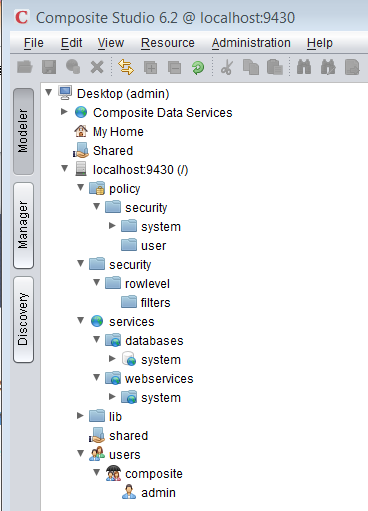 Composite Studio 6.2 @ localhost:9430
File Edit View Resource Administration Help
Modeler
Manager
Discovery
Desktop (admin)
Composite Data Services
My Home
Shared
localhost:9430 (/)
policy
security
system
user
security
rowlevel
filters
services
databases
system
webservices
system
lib
shared
users
composite
admin